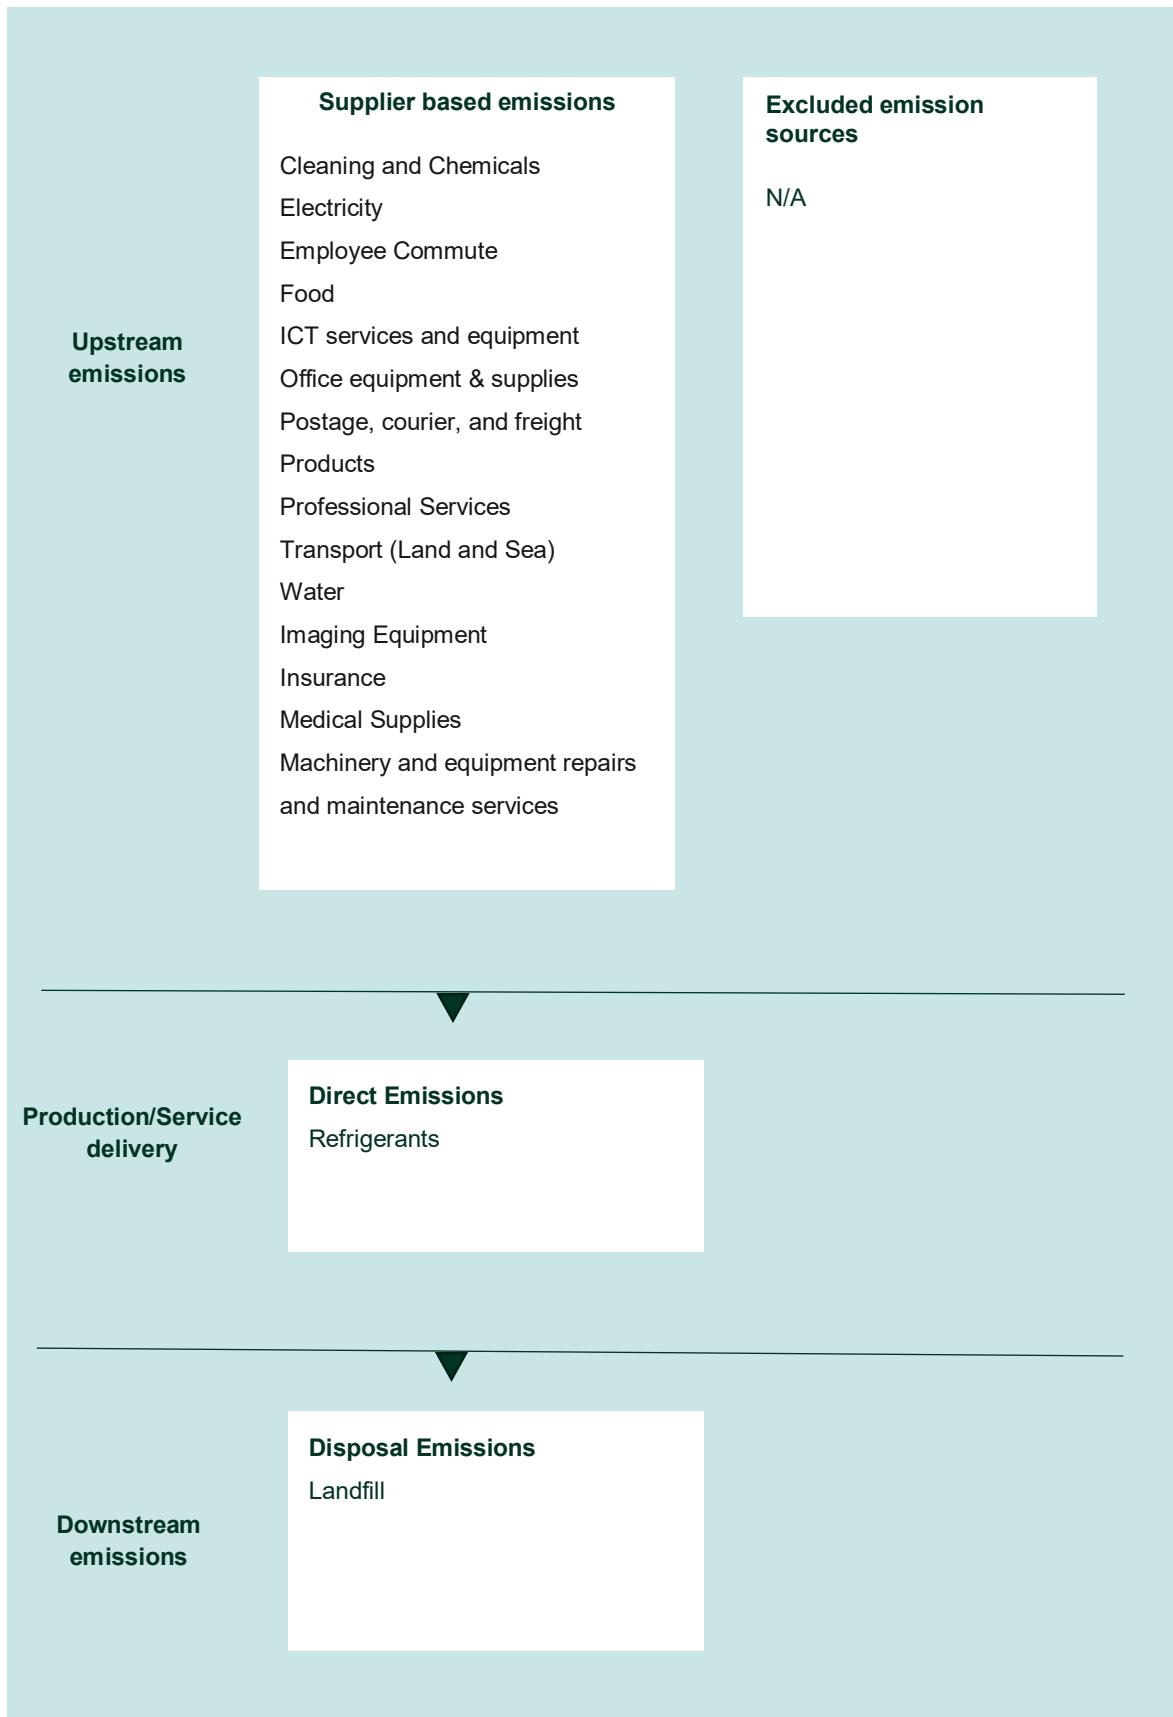 Upstream
emissions
Supplier based emissions
Cleaning and Chemicals
Electricity
Employee Commute
Food
ICT services and equipment
Office equipment & supplies
Postage, courier, and freight
Products
Professional Services
Transport (Land and Sea)
Water
Imaging Equipment
Insurance
Medical Supplies
Machinery and equipment repairs
and maintenance services
Excluded emission
sources
N/A
Production/Service
delivery
Direct Emissions
Refrigerants
Downstream
emissions
Disposal Emissions
Landfill